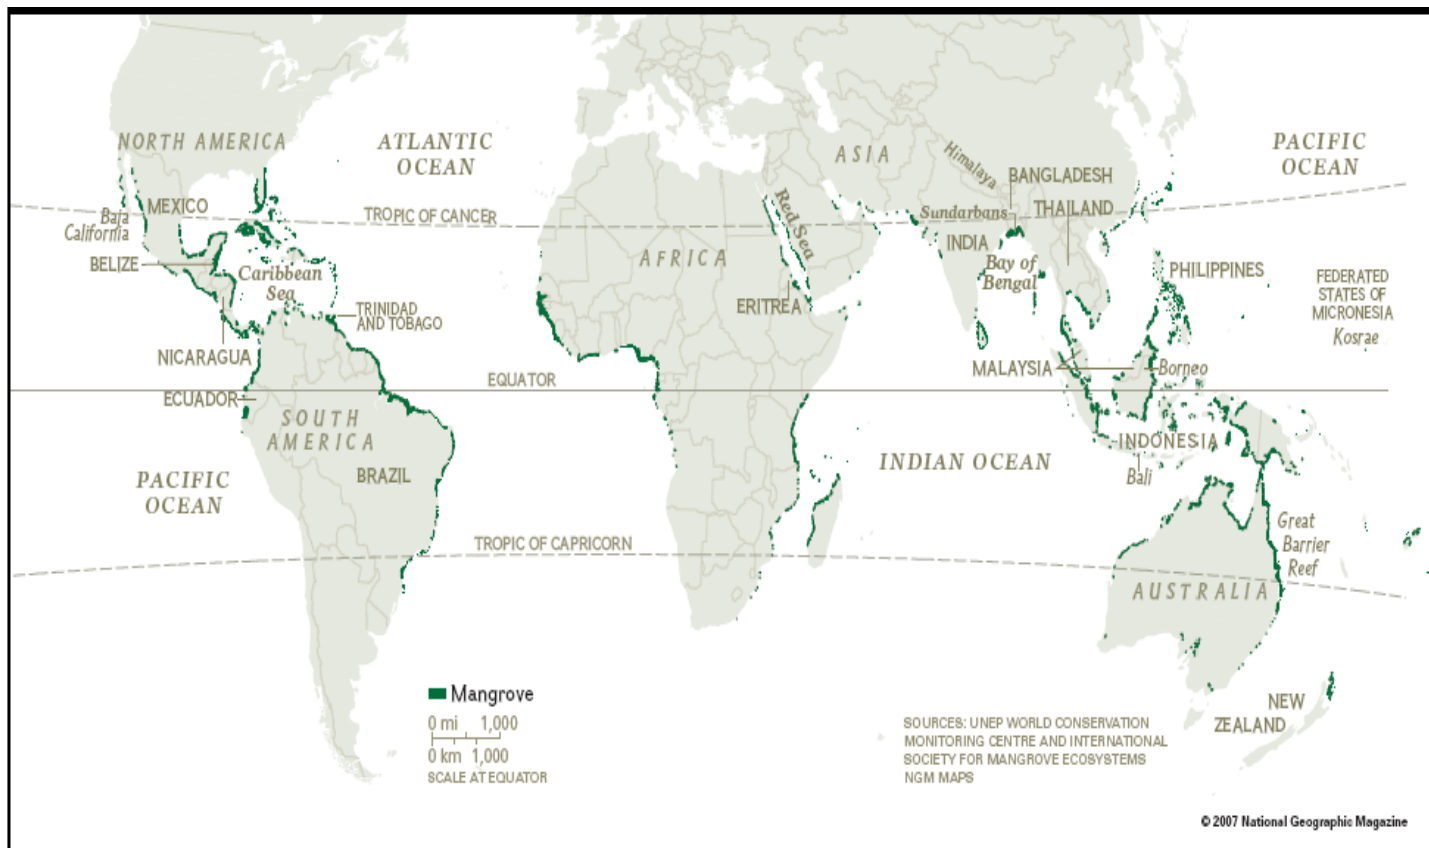 NORTH AMERICA
ATLANTIC
OCEAN
ASIA
Himalaya
PACIFIC
OCEAN
BANGLADESH
MEXICO
Baja
California
TROPIC OF CANCER
Red Sea
Sundarbans
THAILAND
INDIA
BELIZE
Caribbean
Sea
AFRICA
Bay of
Bengal
PHILIPPINES
FEDERATED
STATES OF
MICRONESIA
Kosrae
TRINIDAD
AND TOBAGO
ERITREA
NICARAGUA
MALAYSIA
Borneo
EQUATOR
ECUADOR
SOUTH
AMERICA
INDONESIA
BRAZIL
INDIAN OCEAN
Bali
PACIFIC
OCEAN
TROPIC OF CAPRICORN
Great
Barrier
Reef
AUSTRALIA
Mangrove
0 mi 1,000
0 km 1,000
SCALE AT EQUATOR
NEW
ZEALAND
SOURCES: UNEP WORLD CONSERVATION
MONITORING CENTRE AND INTERNATIONAL
SOCIETY FOR MANGROVE ECOSYSTEMS
NGM MAPS
© 2007 National Geographic Magazine